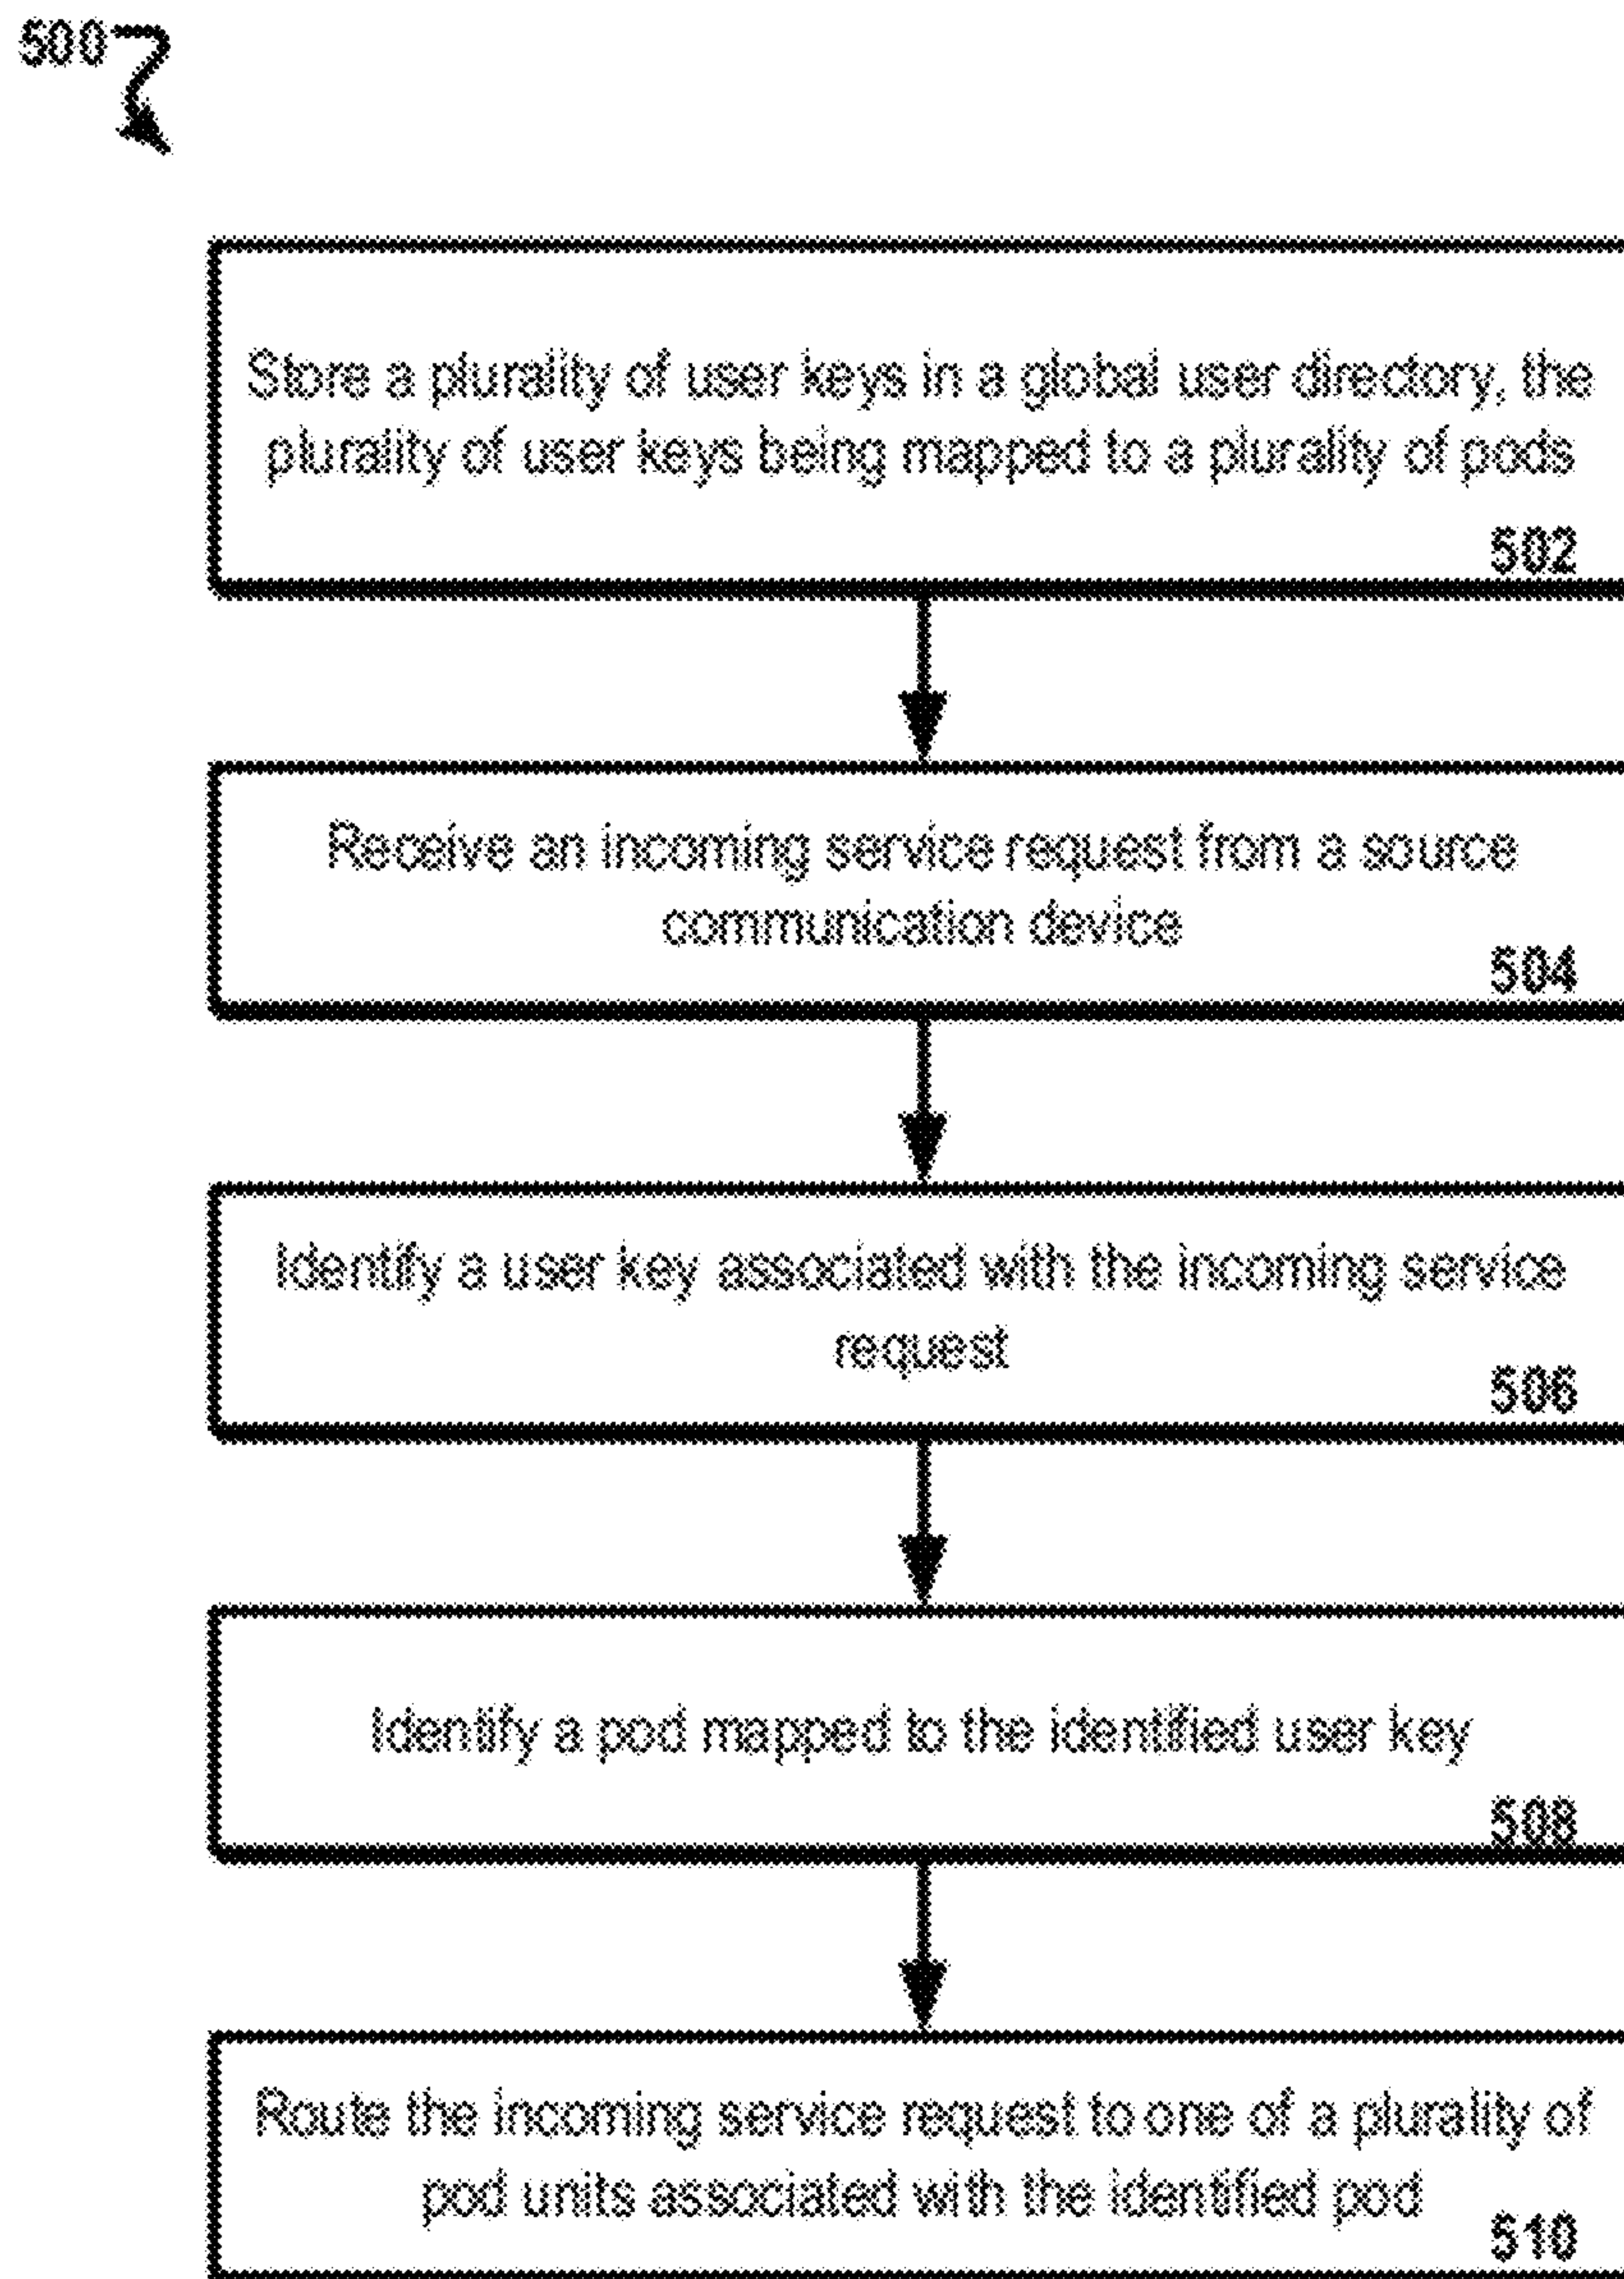 500
Store a plurality of user keys in a global user directory, the
plurality of user keys being mapped to a plurality of pods
502
Receive an incoming service request from a source
communication device
504
Identify a user key associated with the incoming service
request
506
Identify a pod mapped to the identified user key
508
Route the incoming service request to one of a plurality of
pod units associated with the identified pod
510